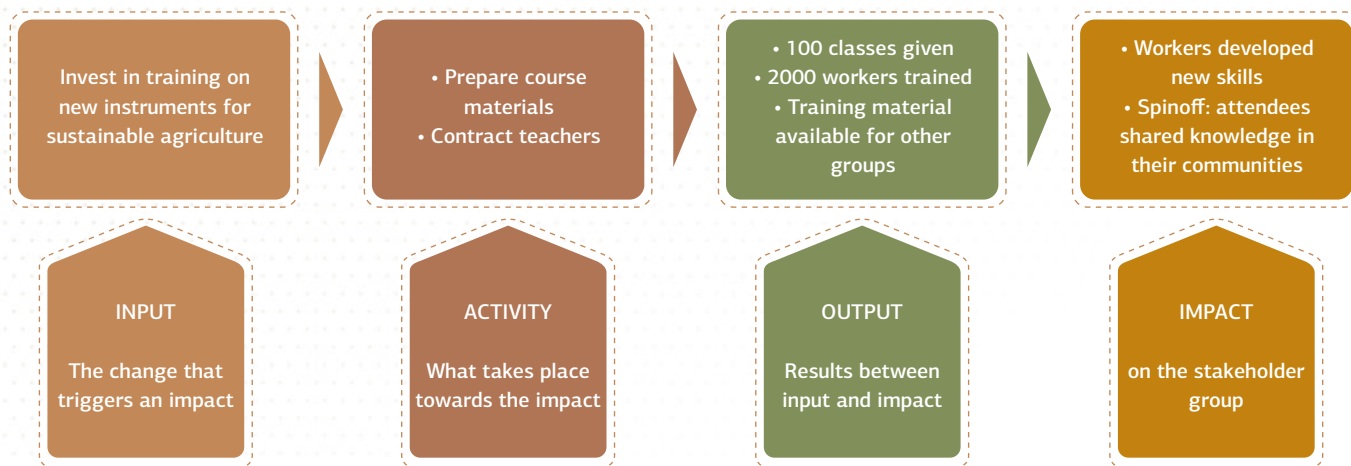 Invest in training on
new instruments for
sustainable agriculture
• Prepare course
materials
• Contract teachers
• 100 classes given
• 2000 workers trained
• Training material
available for other
groups
• Workers developed
new skills
• Spinoff: attendees
shared knowledge in
their communities
INPUT
The change that
triggers an impact
ACTIVITY
What takes place
towards the impact
OUTPUT
Results between
input and impact
IMPACT
on the stakeholder
group